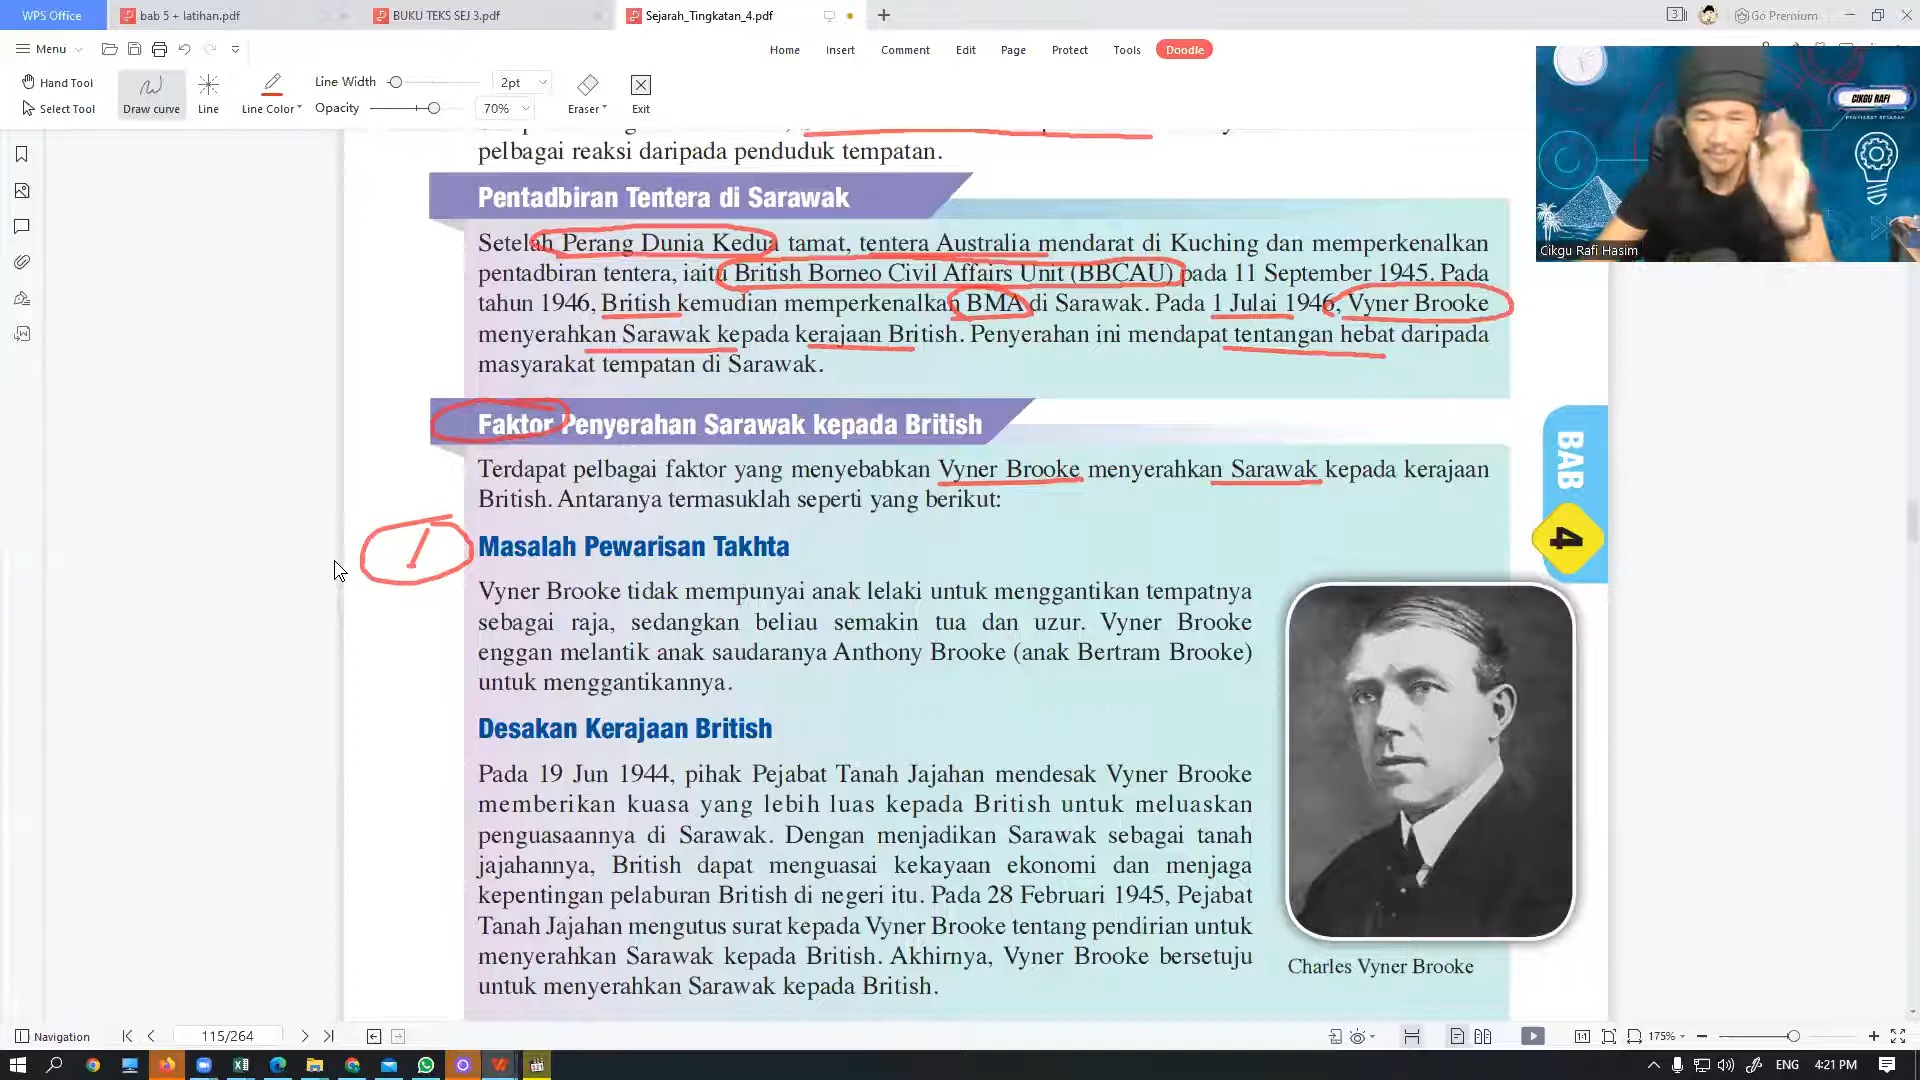 WPS Office
bab 5 + latihan.pdf
BUKU TEKS SEJ 3.pdf
Sejarah_Tingkatan_4.pdf
3
Go Premium
Menu
Home
Insert
Comment
Edit
Page
Protect
Tools
Doodle
Hand Tool
Select Tool
Draw curve
Line
Line Color
Line Width
2pt
Opacity
70%
Eraser
Exit
CIKGU RAFI
PENYIARAT SEJARAH
Cikgu Rafi Hasim
pelbagai reaksi daripada penduduk tempatan.
Pentadbiran Tentera di Sarawak
Setelah Perang Dunia Kedua tamat, tentera Australia mendarat di Kuching dan memperkenalkan
pentadbiran tentera, iaitu British Borneo Civil Affairs Unit (BBCAU) pada 11 September 1945. Pada
tahun 1946, British kemudian memperkenalkan BMA di Sarawak. Pada 1 Julai 1946, Vyner Brooke
menyerahkan Sarawak kepada kerajaan British. Penyerahan ini mendapat tentangan hebat daripada
masyarakat tempatan di Sarawak.
Faktor Penyerahan Sarawak kepada British
Terdapat pelbagai faktor yang menyebabkan Vyner Brooke menyerahkan Sarawak kepada kerajaan
British. Antaranya termasuklah seperti yang berikut:
1
Masalah Pewarisan Takhta
Vyner Brooke tidak mempunyai anak lelaki untuk menggantikan tempatnya
sebagai raja, sedangkan beliau semakin tua dan uzur. Vyner Brooke
enggan melantik anak saudaranya Anthony Brooke (anak Bertram Brooke)
untuk menggantikannya.
Desakan Kerajaan British
Pada 19 Jun 1944, pihak Pejabat Tanah Jajahan mendesak Vyner Brooke
memberikan kuasa yang lebih luas kepada British untuk meluaskan
penguasaannya di Sarawak. Dengan menjadikan Sarawak sebagai tanah
jajahannya, British dapat menguasai kekayaan ekonomi dan menjaga
kepentingan pelaburan British di negeri itu. Pada 28 Februari 1945, Pejabat
Tanah Jajahan mengutus surat kepada Vyner Brooke tentang pendirian untuk
menyerahkan Sarawak kepada British. Akhirnya, Vyner Brooke bersetuju
untuk menyerahkan Sarawak kepada British.
Charles Vyner Brooke
BAB
4
Navigation
115/264
175%
ENG
4:21 PM